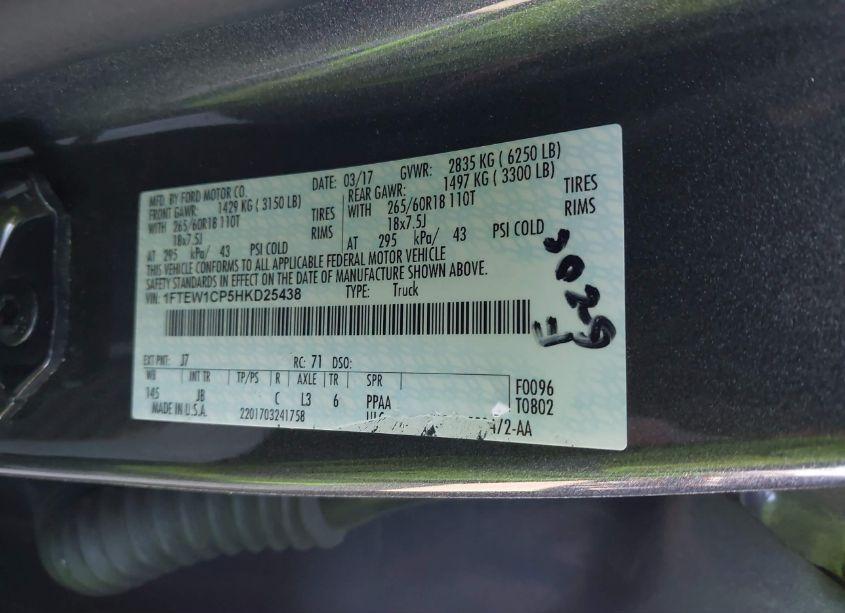 MFD. BY FORD MOTOR CO.
DATE: 03/17 GVWR: 2835 KG ( 6250 LB)
FRONT GAWR: 1429 KG ( 3150 LB) REAR GAWR: 1497 KG ( 3300 LB)
WITH 265/60R18 110T TIRES WITH 265/60R18 110T TIRES
18x7.5J RIMS 18x7.5J RIMS
AT 295 kPa/ 43 PSI COLD AT 295 kPa/ 43 PSI COLD
THIS VEHICLE CONFORMS TO ALL APPLICABLE FEDERAL MOTOR VEHICLE
SAFETY STANDARDS IN EFFECT ON THE DATE OF MANUFACTURE SHOWN ABOVE.
VIN: 1FTEW1CP5HKD25438 TYPE: Truck
EXT PNT: J7 RC: 71 DSO:
WB INT TR TP/PS R AXLE TR SPR
145 JB C L3 6 PPAA
F0096
T0802
MADE IN U.S.A. 2201703241758